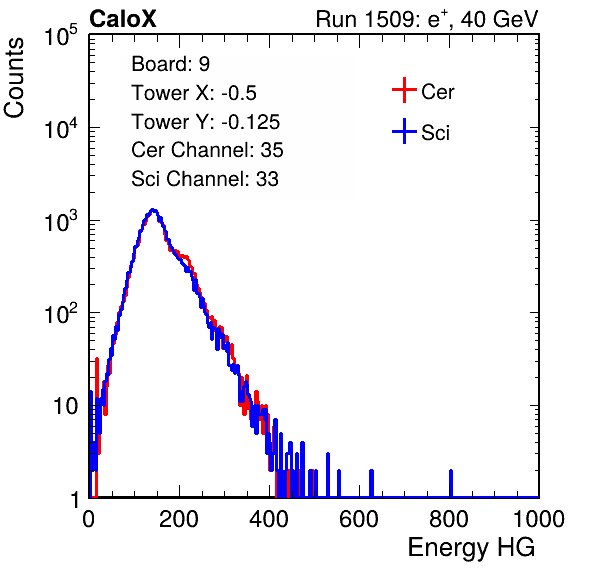 CaloX Run 1509: e⁺, 40 GeV
Counts
Board: 9
Tower X: -0.5
Tower Y: -0.125
Cer Channel: 35
Sci Channel: 33
Cer
Sci
10⁵
10⁴
10³
10²
10
1
0 200 400 600 800 1000
Energy HG